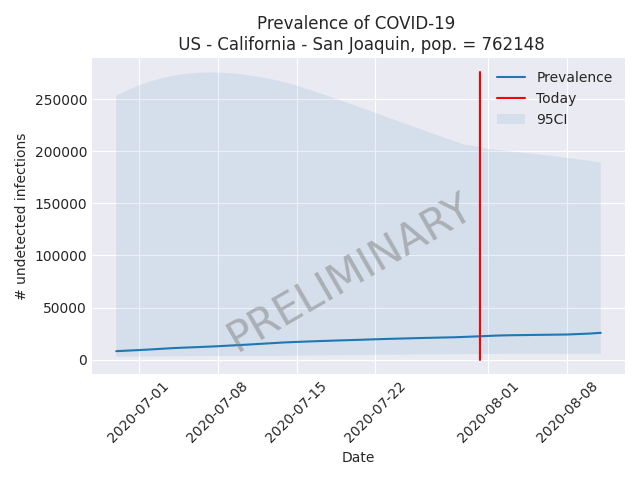 Prevalence of COVID-19
US - California - San Joaquin, pop. = 762148
Prevalence
Today
95CI
250000
200000
150000
100000
50000
0
# undetected infections
PRELIMINARY
2020-07-01
2020-07-08
2020-07-15
2020-07-22
2020-08-01
2020-08-08
Date